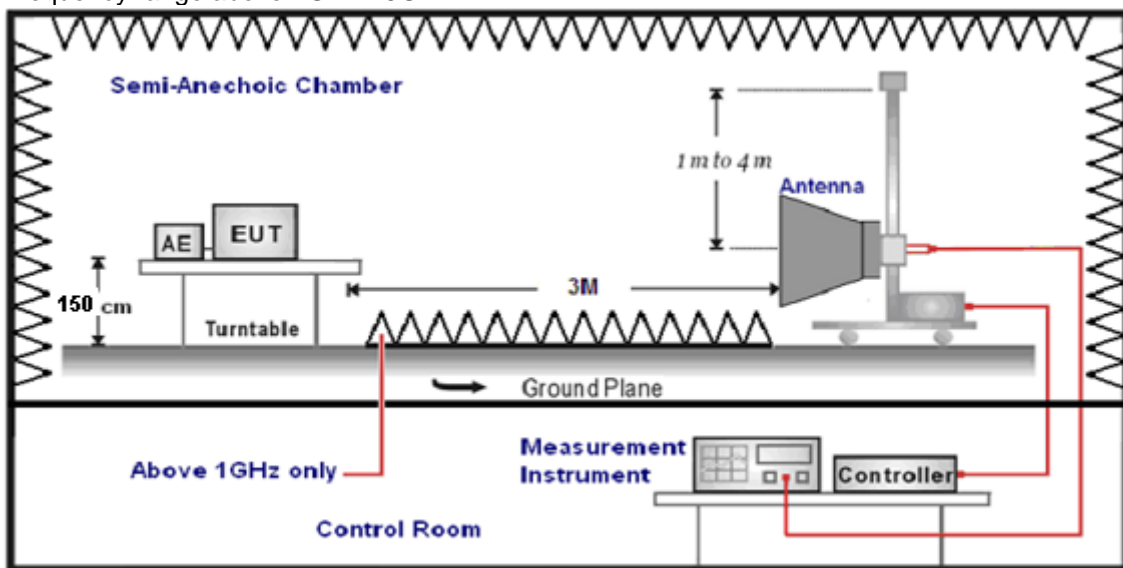 Semi-Anechoic Chamber
1 m to 4 m
Antenna
AE
EUT
150 cm
3M
Turntable
Ground Plane
Above 1GHz only
Measurement
Instrument
Controller
Control Room